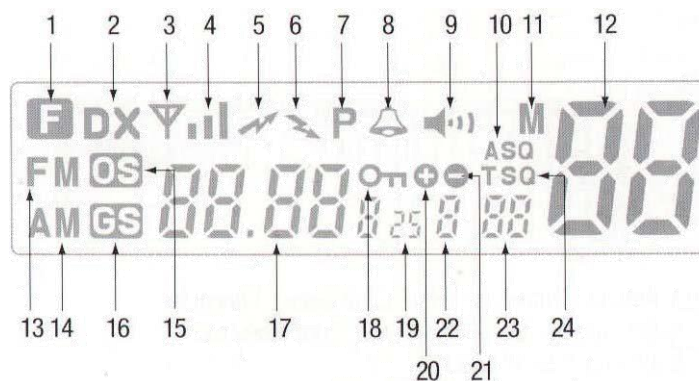 1 2 3 4 5 6 7 8 9 10 11 12
F DX P M 88
ASQ
FM OS 88.88 TSQ
AM GS 8 25 8 88
13 14 16 15 17 18 19 22 23 24
20 21